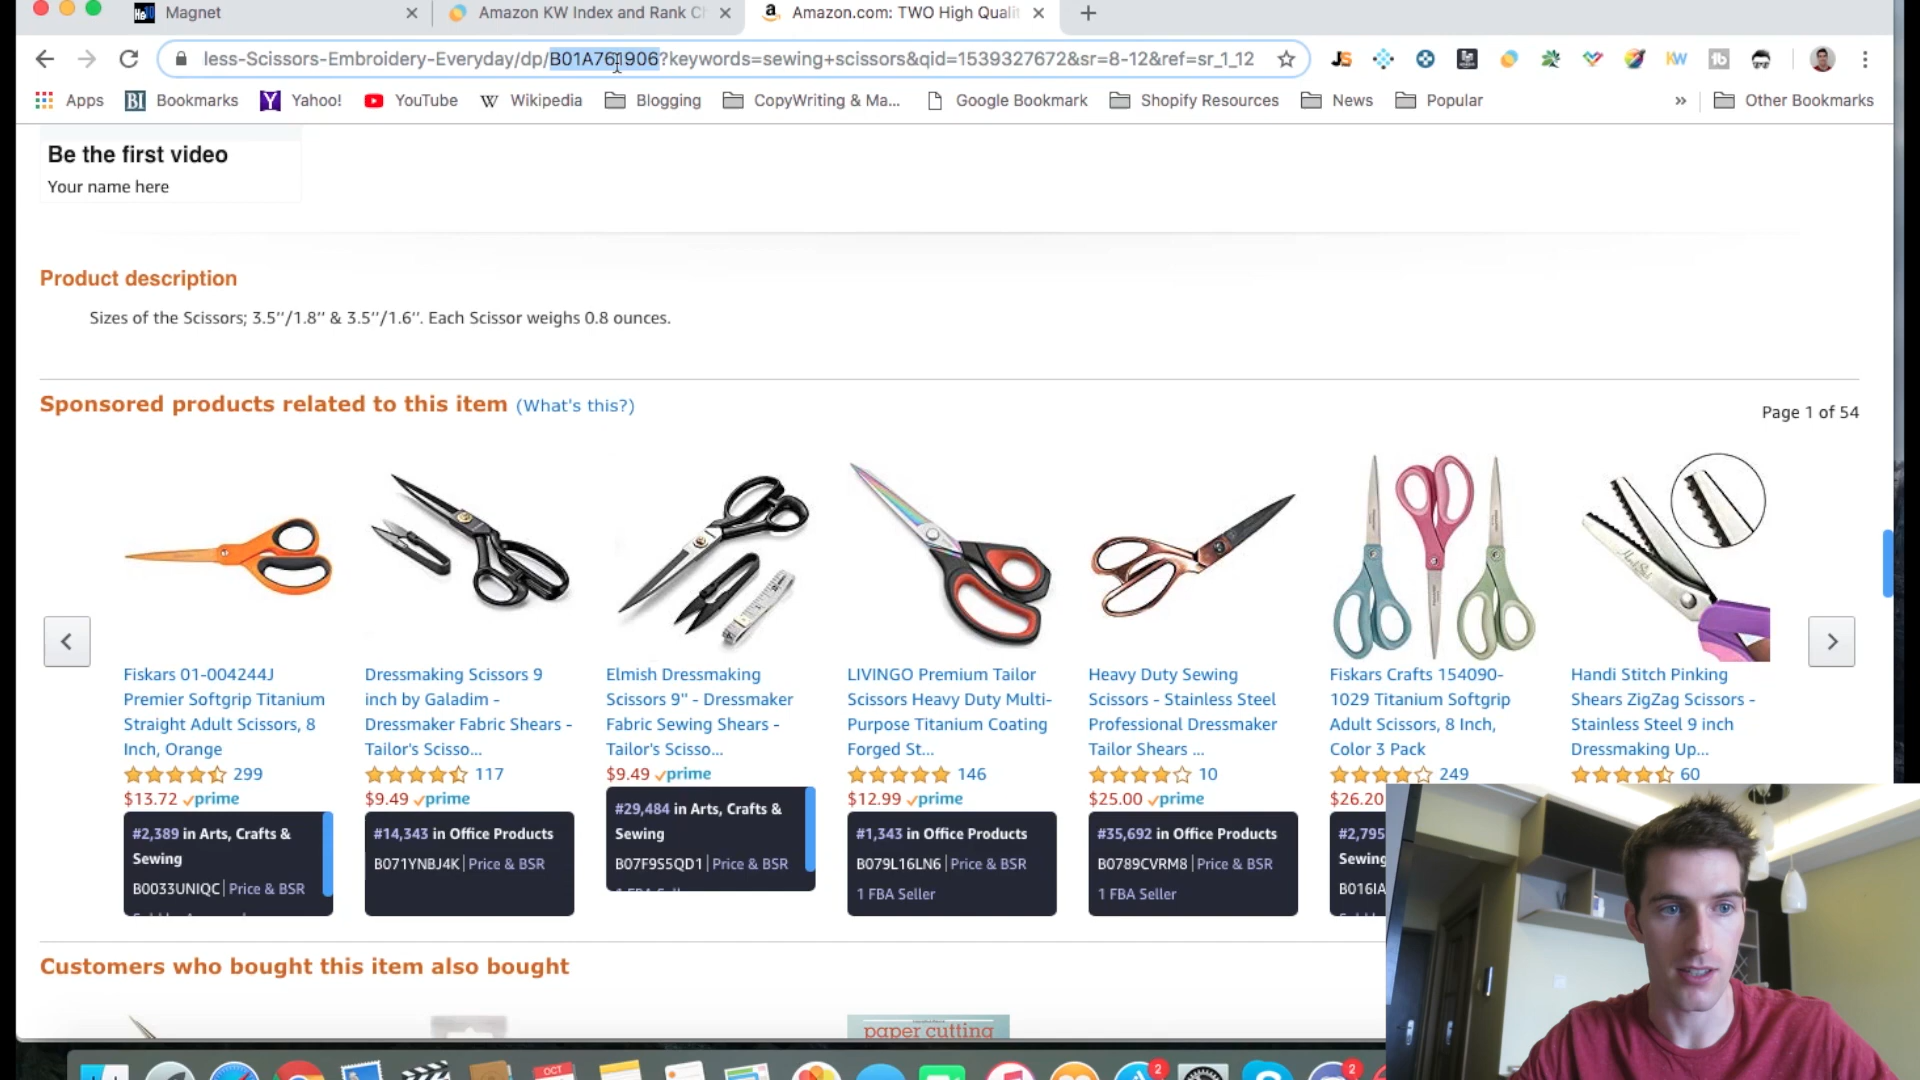 Magnet
Amazon KW Index and Rank Ch
Amazon.com: TWO High Qualit
less-Scissors-Embroidery-Everyday/dp/B01A761906?keywords=sewing+scissors&qid=1539327672&sr=8-12&ref=sr_1_12
Apps Bookmarks Yahoo! YouTube Wikipedia Blogging CopyWriting & Ma... Google Bookmark Shopify Resources News Popular » Other Bookmarks
Be the first video
Your name here
Product description
Sizes of the Scissors; 3.5''/1.8'' & 3.5''/1.6''. Each Scissor weighs 0.8 ounces.
Sponsored products related to this item (What's this?)
Page 1 of 54
Fiskars 01-004244J
Premier Softgrip Titanium
Straight Adult Scissors, 8
Inch, Orange
299
$13.72 prime
#2,389 in Arts, Crafts &
Sewing
B0033UNIQC | Price & BSR
Dressmaking Scissors 9
inch by Galadim -
Dressmaker Fabric Shears -
Tailor's Scisso...
117
$9.49 prime
#14,343 in Office Products
B071YNBJ4K | Price & BSR
Elmish Dressmaking
Scissors 9" - Dressmaker
Fabric Sewing Shears -
Tailor's Scisso...
$9.49 prime
#29,484 in Arts, Crafts &
Sewing
B07F9S5QD1 | Price & BSR
LIVINGO Premium Tailor
Scissors Heavy Duty Multi-
Purpose Titanium Coating
Forged St...
146
$12.99 prime
#1,343 in Office Products
B079L16LN6 | Price & BSR
1 FBA Seller
Heavy Duty Sewing
Scissors - Stainless Steel
Professional Dressmaker
Tailor Shears ...
10
$25.00 prime
#35,692 in Office Products
B0789CVRM8 | Price & BSR
1 FBA Seller
Fiskars Crafts 154090-
1029 Titanium Softgrip
Adult Scissors, 8 Inch,
Color 3 Pack
249
$26.20
#2,795
Sewing
B016IA
Handi Stitch Pinking
Shears ZigZag Scissors -
Stainless Steel 9 inch
Dressmaking Up...
60
Customers who bought this item also bought
paper cutting
OCT
2
2